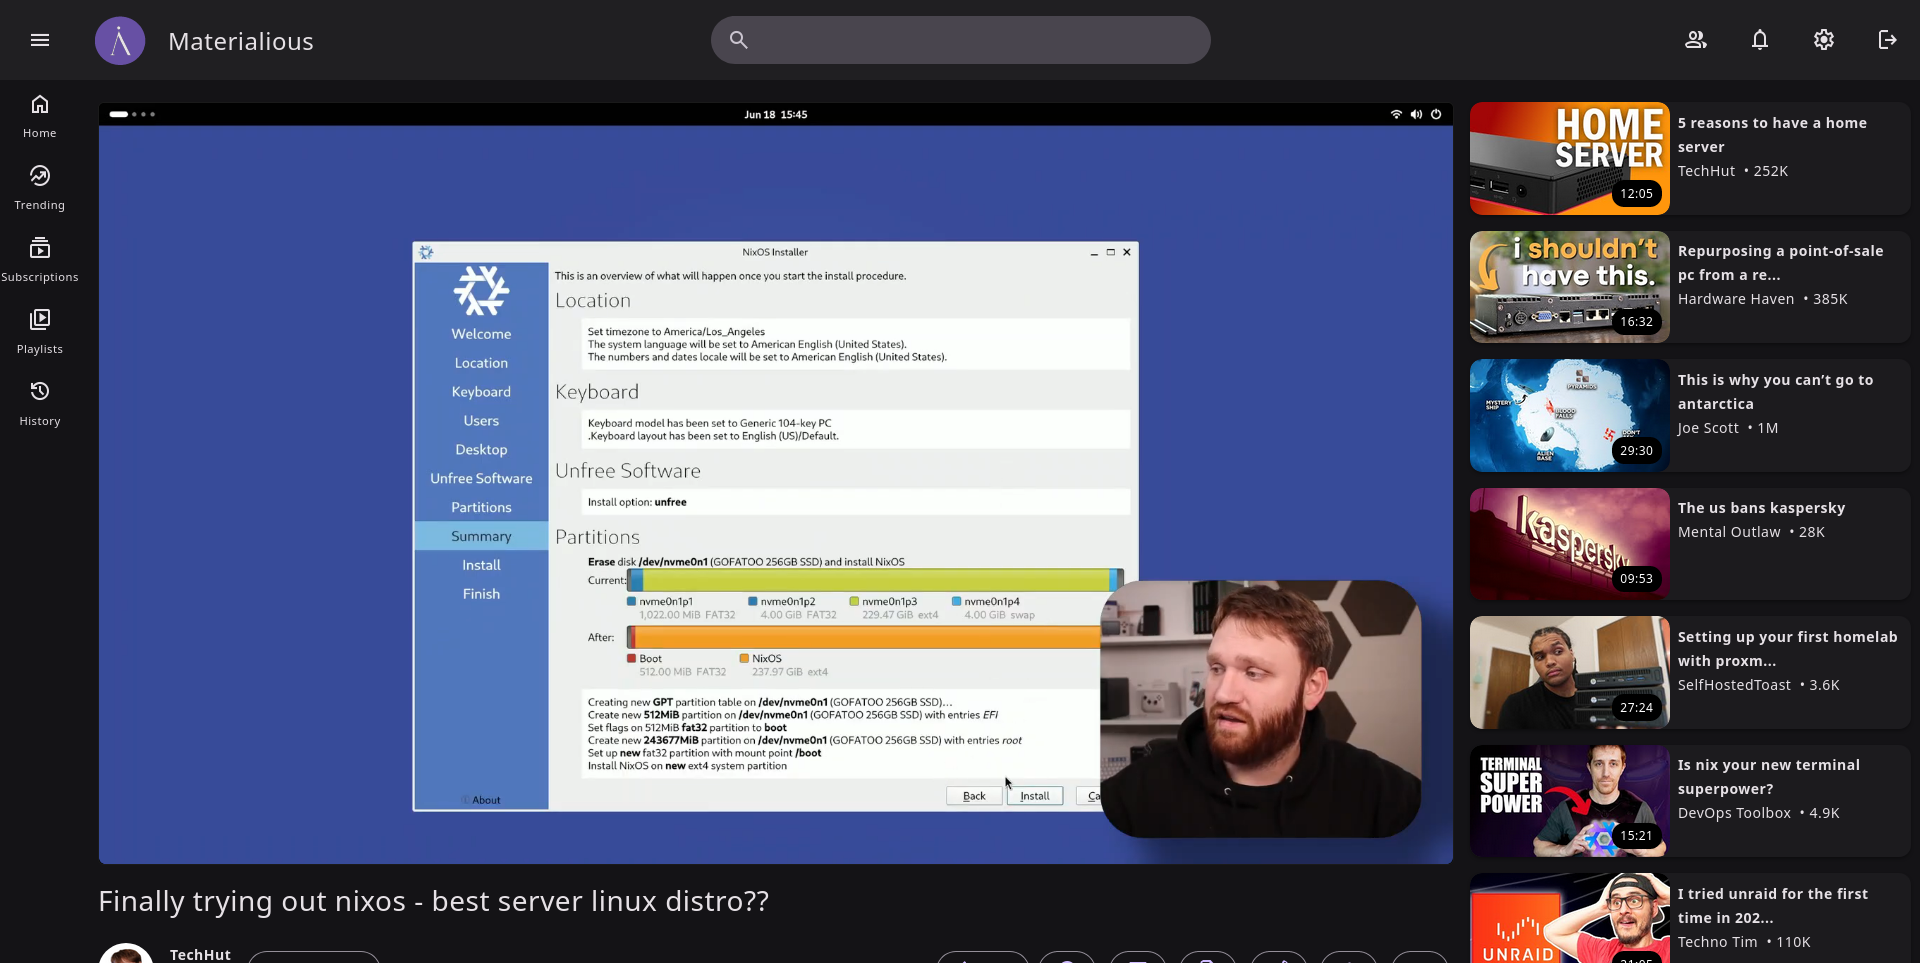 Materialious
Home
Trending
Subscriptions
Playlists
History
Jun 18 15:45
NixOS Installer
Welcome
Location
Keyboard
Users
Desktop
Unfree Software
Partitions
Summary
Install
Finish
About
This is an overview of what will happen once you start the install procedure.
Location
Set timezone to America/Los_Angeles
The system language will be set to American English (United States).
The numbers and dates locale will be set to American English (United States).
Keyboard
Keyboard model has been set to Generic 104-key PC
.Keyboard layout has been set to English (US)/Default.
Unfree Software
Install option: unfree
Partitions
Erase disk /dev/nvme0n1 (GOFATOO 256GB SSD) and install NixOS
Current:
nvme0n1p1 nvme0n1p2 nvme0n1p3 nvme0n1p4
1,022.00 MiB FAT32 4.00 GiB FAT32 229.47 GiB ext4 4.00 GiB swap
After:
Boot NixOS
512.00 MiB FAT32 237.97 GiB ext4
Creating new GPT partition table on /dev/nvme0n1 (GOFATOO 256GB SSD)...
Create new 512MiB partition on /dev/nvme0n1 (GOFATOO 256GB SSD) with entries EFI
Set flags on 512MiB fat32 partition to boot
Create new 243677MiB partition on /dev/nvme0n1 (GOFATOO 256GB SSD) with entries root
Set up new fat32 partition with mount point /boot
Install NixOS on new ext4 system partition
Back Install Ca
Finally trying out nixos - best server linux distro??
TechHut
HOME
SERVER
12:05
5 reasons to have a home
server
TechHut • 252K
i shouldn't
have this.
16:32
Repurposing a point-of-sale
pc from a re...
Hardware Haven • 385K
PYRAMIDS
MYSTERY
SHIP
BLOOD
FALLS
DON'T
ALIEN
BASE
29:30
This is why you can't go to
antarctica
Joe Scott • 1M
kaspersky
09:53
The us bans kaspersky
Mental Outlaw • 28K
27:24
Setting up your first homelab
with proxm...
SelfHostedToast • 3.6K
TERMINAL
SUPER
POWER
15:21
Is nix your new terminal
superpower?
DevOps Toolbox • 4.9K
UNRAID
I tried unraid for the first
time in 202...
Techno Tim • 110K